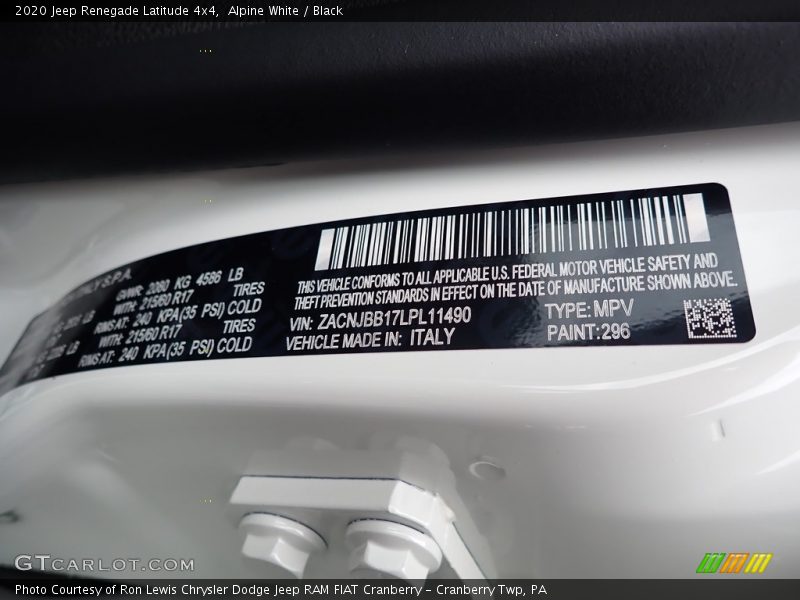 2020 Jeep Renegade Latitude 4x4,  Alpine White / Black
S.P.A.
GVWR: 2080 KG 4586 LB
WITH: 215/60 R17 TIRES
RIMS AT: 240 KPA(35 PSI) COLD
LB WITH: 215/60 R17 TIRES
RIMS AT: 240 KPA(35 PSI) COLD
THIS VEHICLE CONFORMS TO ALL APPLICABLE U.S. FEDERAL MOTOR VEHICLE SAFETY AND
THEFT PREVENTION STANDARDS IN EFFECT ON THE DATE OF MANUFACTURE SHOWN ABOVE.
VIN: ZACNJBB17LPL11490 TYPE: MPV
VEHICLE MADE IN: ITALY PAINT: 296
GTCARLOT.COM
Photo Courtesy of Ron Lewis Chrysler Dodge Jeep RAM FIAT Cranberry – Cranberry Twp, PA